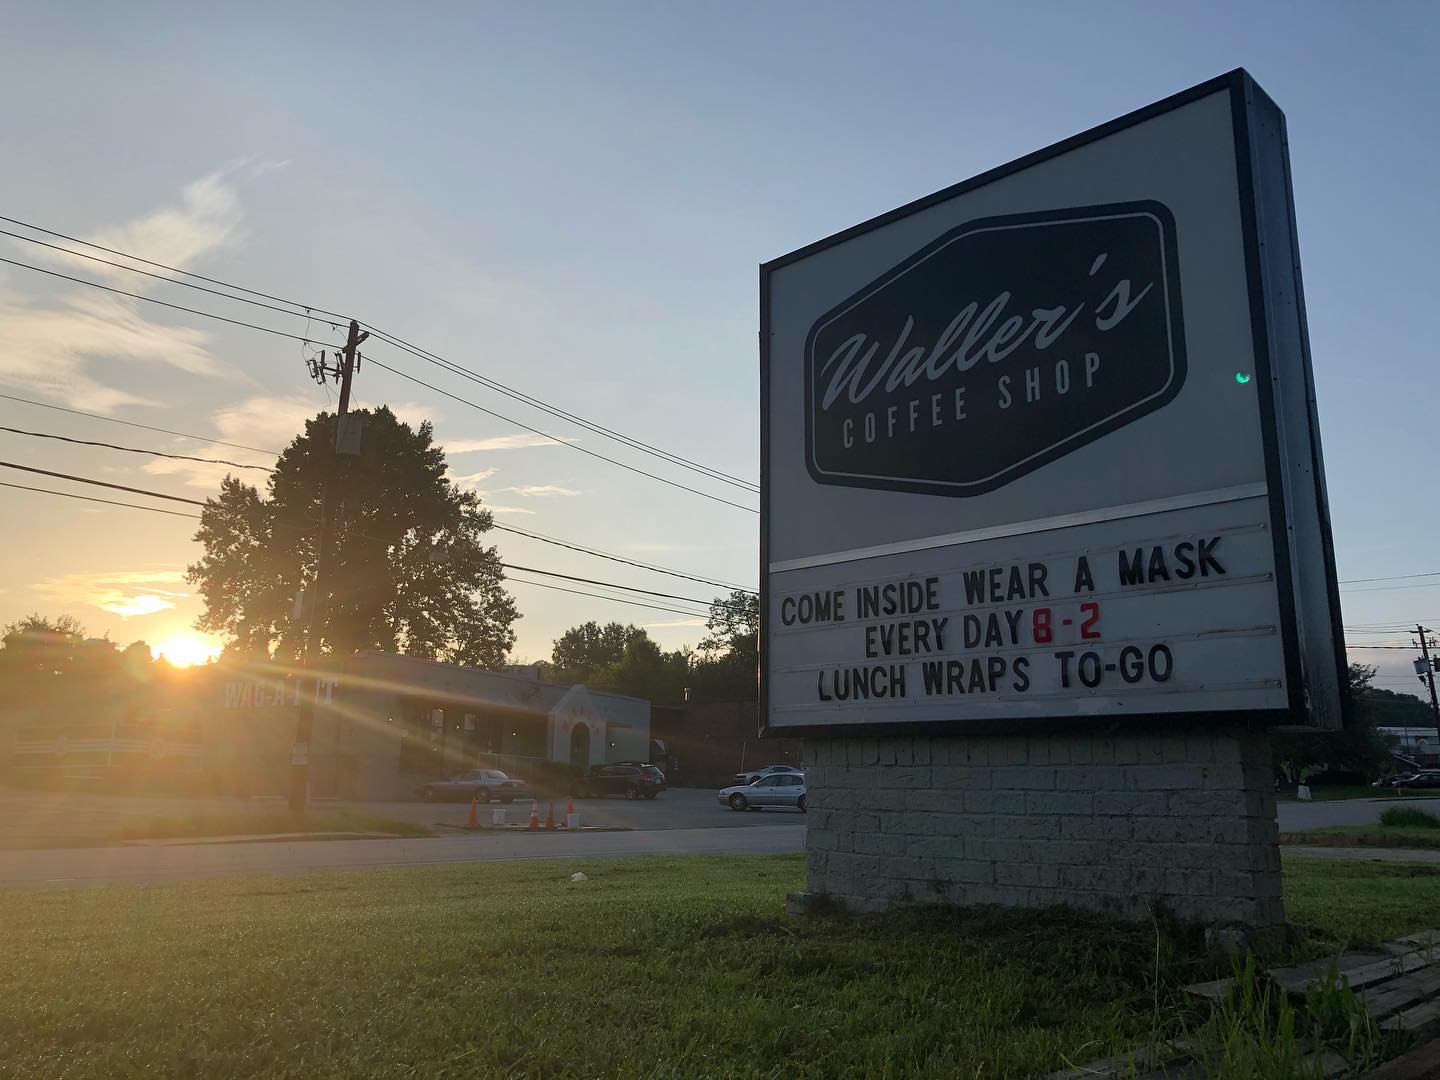 Waller's
COFFEE SHOP
COME INSIDE WEAR A MASK
EVERY DAY 8-2
LUNCH WRAPS TO-GO